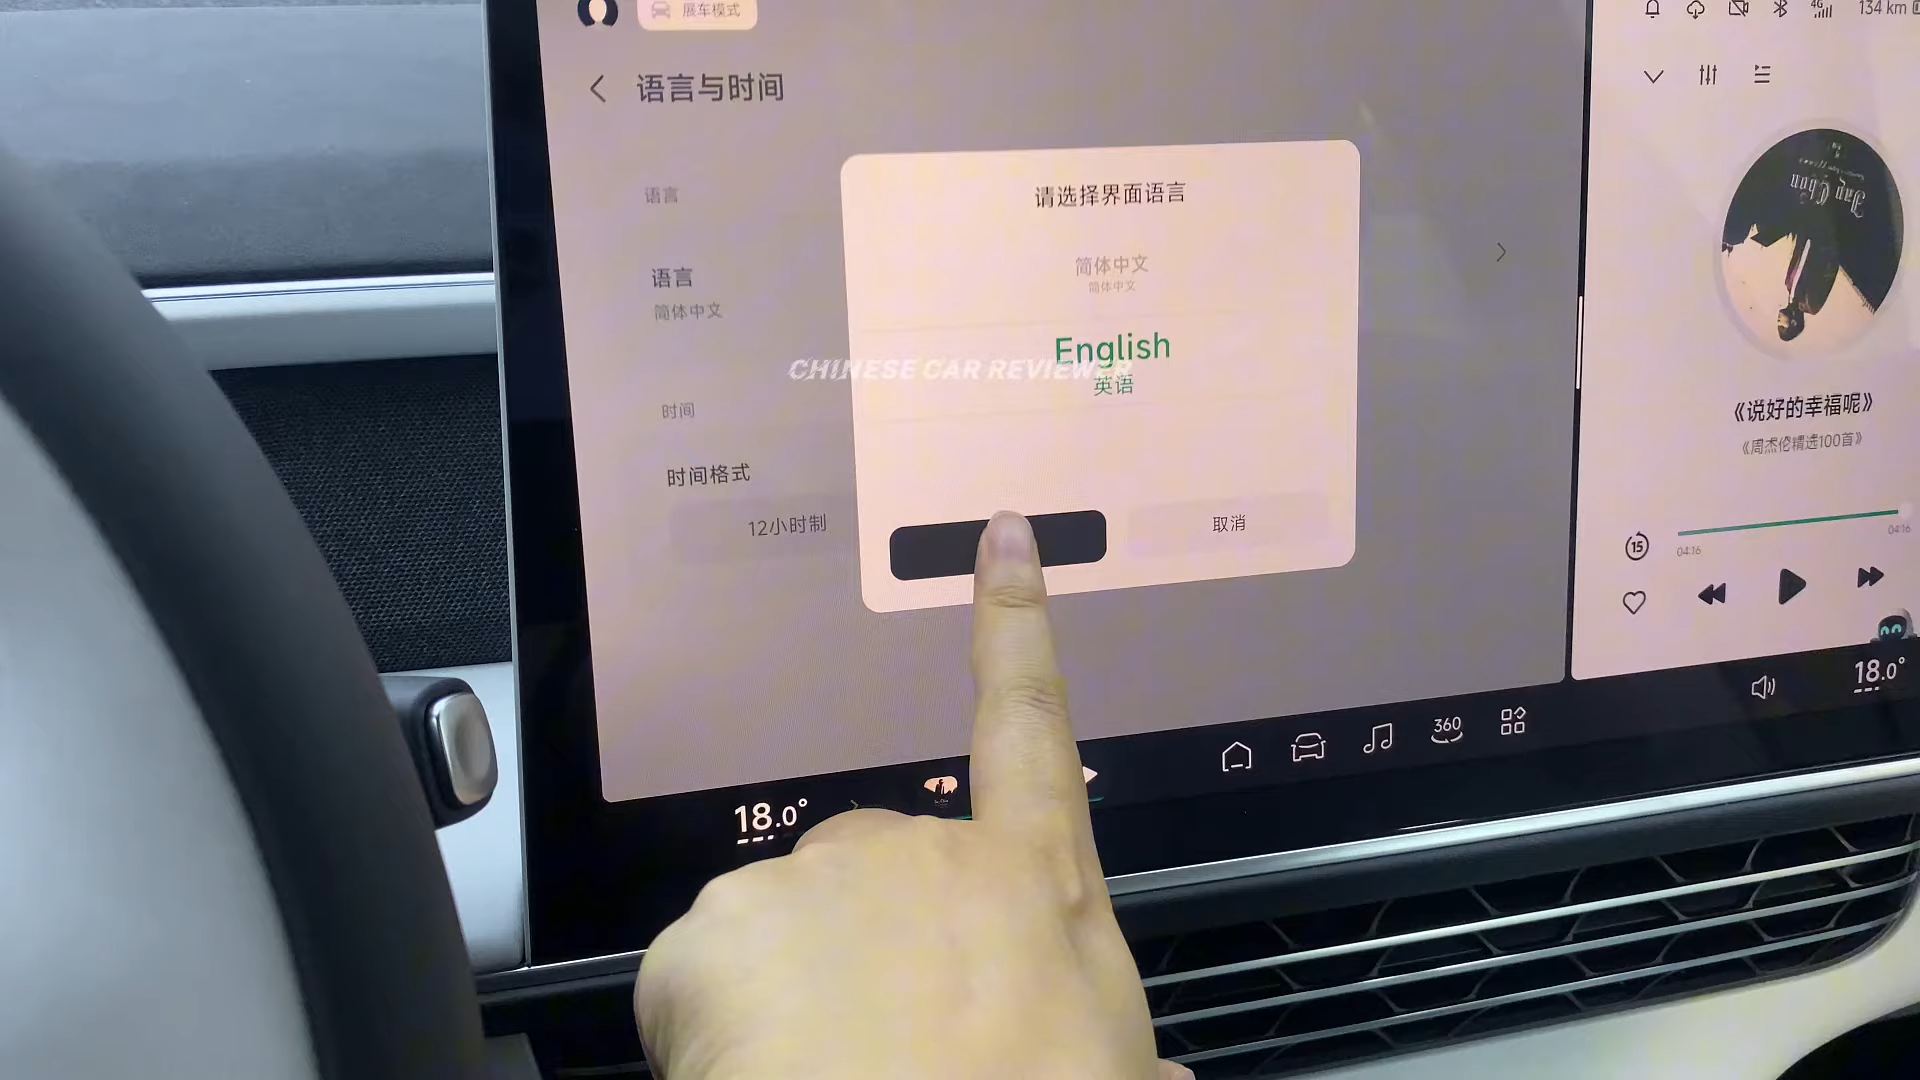 展车模式
134 km
4G
语言与时间
语言
语言
简体中文
时间
时间格式
12小时制
请选择界面语言
简体中文
简体中文
English
英语
取消
CHINESE CAR REVIEWER
Jay Chou
《说好的幸福呢》
《周杰伦精选100首》
04:16
04:16
15
18.0°
360
18.0°